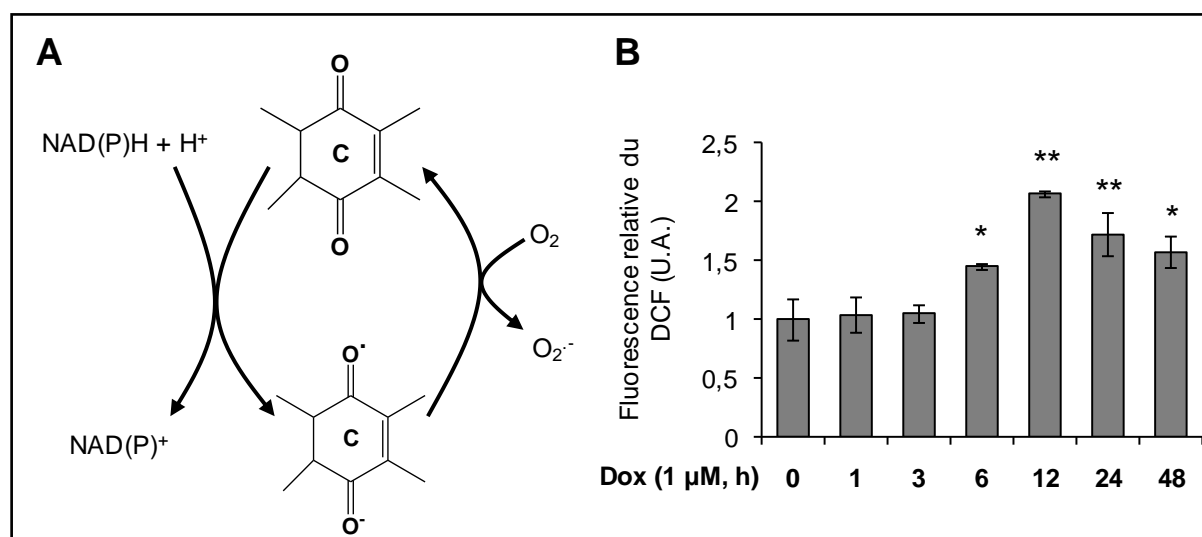 A
O
NAD(P)H + H⁺
C
O
O₂
O₂·-
O·
C
O⁻
NAD(P)⁺
B
Fluorescence relative du
DCF (U.A.)
2,5
2
1,5
1
0,5
0
*
**
**
*
Dox (1 µM, h) 0 1 3 6 12 24 48